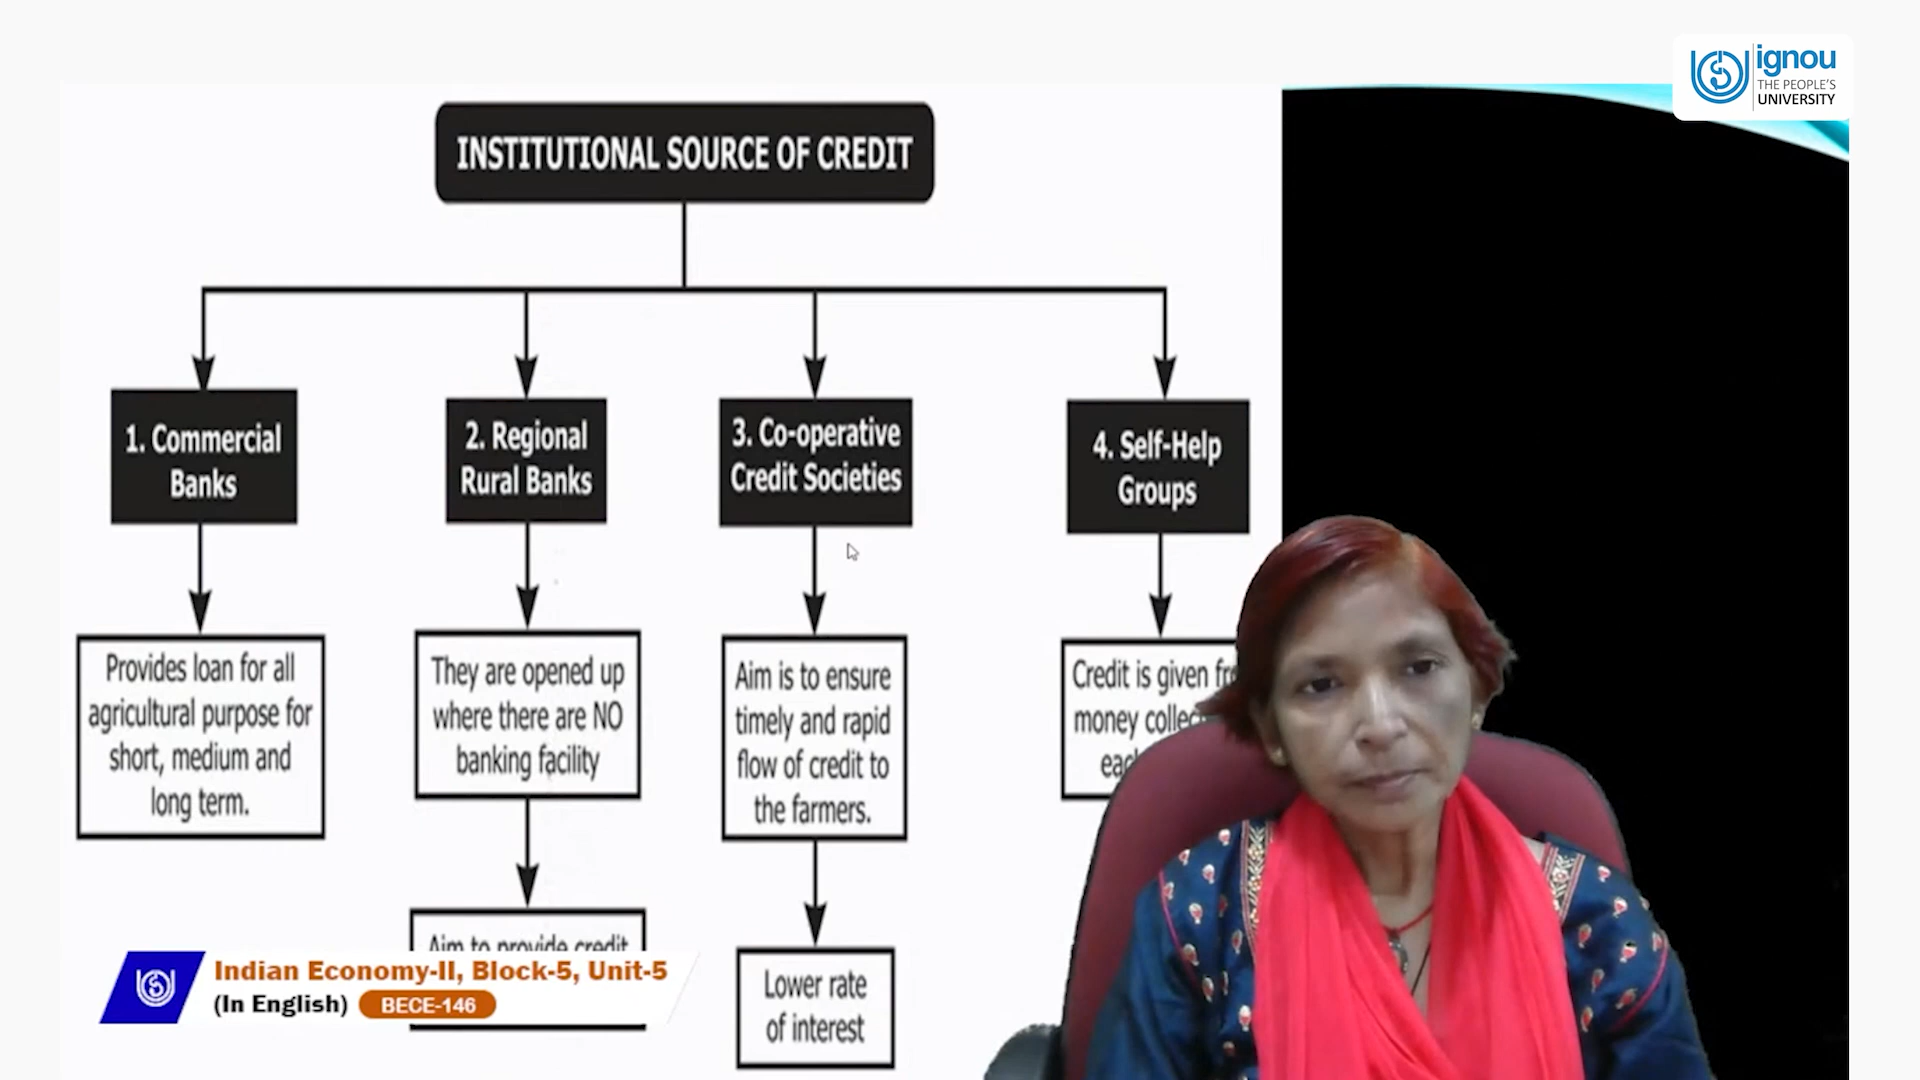 ignou
THE PEOPLE'S
UNIVERSITY
INSTITUTIONAL SOURCE OF CREDIT
1. Commercial
Banks
2. Regional
Rural Banks
3. Co-operative
Credit Societies
4. Self-Help
Groups
Provides loan for all
agricultural purpose for
short, medium and
long term.
They are opened up
where there are NO
banking facility
Aim is to ensure
timely and rapid
flow of credit to
the farmers.
Credit is given
money
Aim to provide credit
Lower rate
of interest
Indian Economy-II, Block-5, Unit-5
(In English)
BECE-146